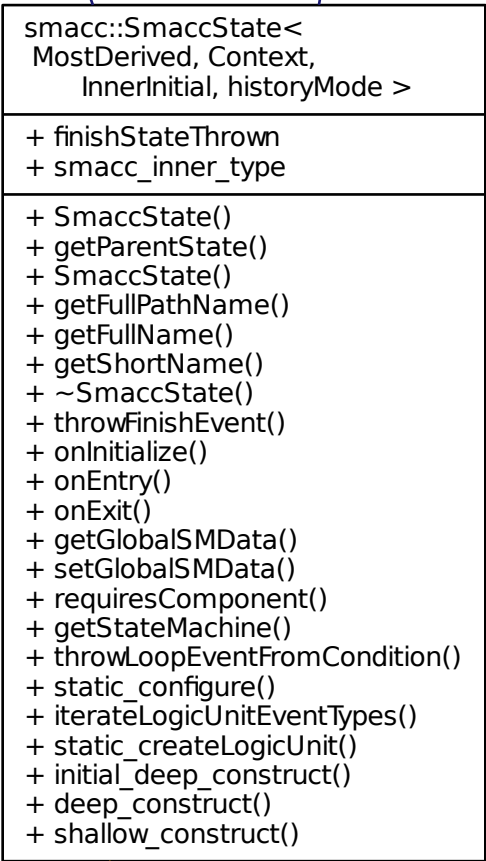 smacc::SmaccState<
MostDerived, Context,
InnerInitial, historyMode >
+ finishStateThrown
+ smacc_inner_type
+ SmaccState()
+ getParentState()
+ SmaccState()
+ getFullPathName()
+ getFullName()
+ getShortName()
+ ~SmaccState()
+ throwFinishEvent()
+ onInitialize()
+ onEntry()
+ onExit()
+ getGlobalSMData()
+ setGlobalSMData()
+ requiresComponent()
+ getStateMachine()
+ throwLoopEventFromCondition()
+ static_configure()
+ iterateLogicUnitEventTypes()
+ static_createLogicUnit()
+ initial_deep_construct()
+ deep_construct()
+ shallow_construct()